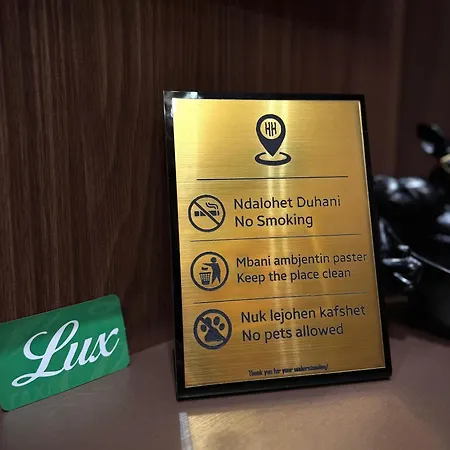 HH
Ndalohet Duhani
No Smoking
Mbani ambjentin paster
Keep the place clean
Nuk lejohen kafshet
No pets allowed
Thank you for your understanding!
Lux